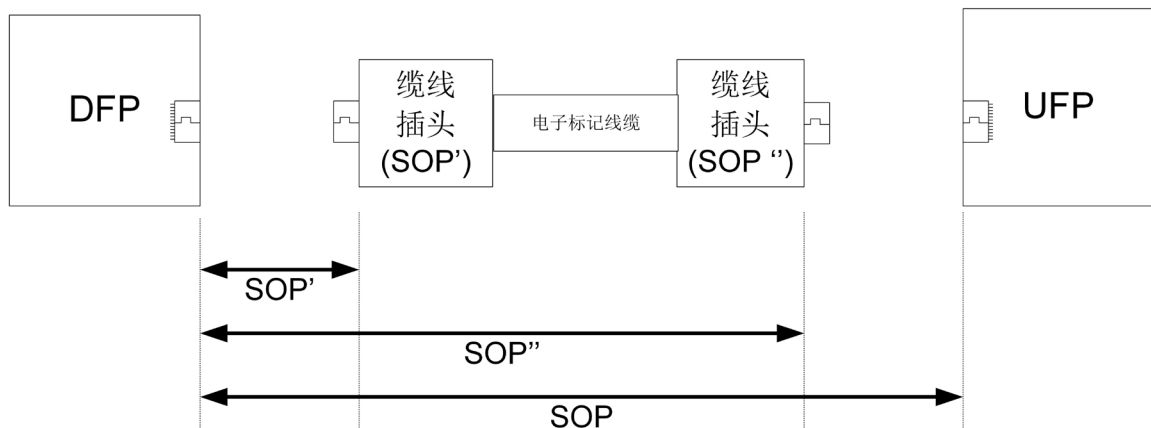 DFP
缆线
插头
(SOP’)
电子标记线缆
缆线
插头
(SOP ‘’)
UFP
SOP’
SOP’’
SOP